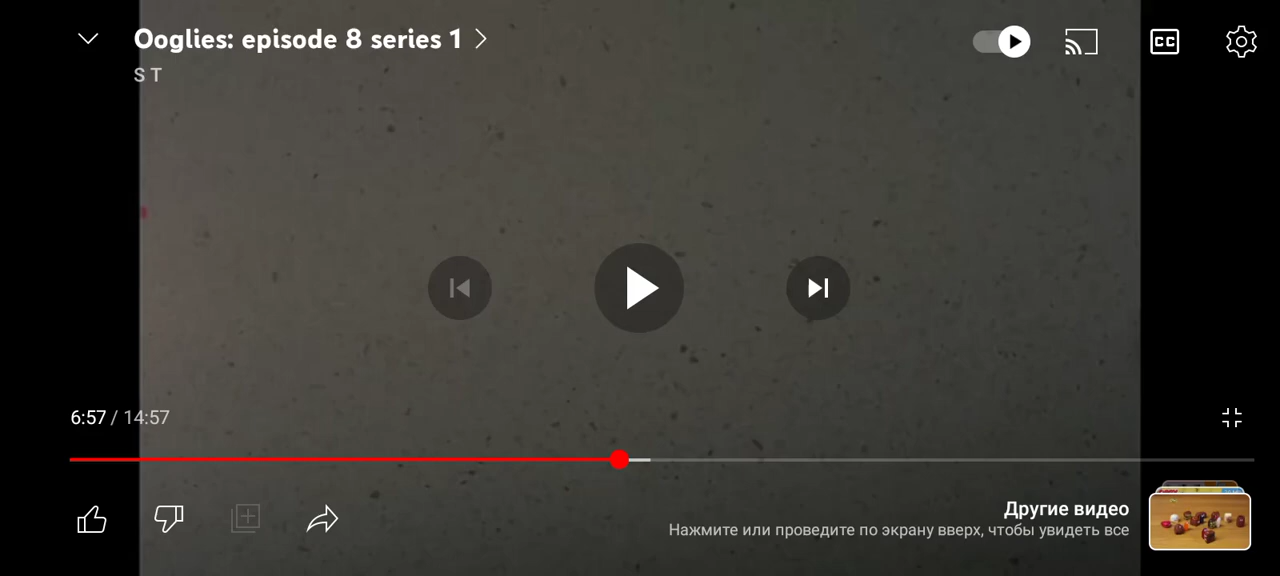 Ooglies: episode 8 series 1
S T
CC
6:57 / 14:57
Другие видео
Нажмите или проведите по экрану вверх, чтобы увидеть все